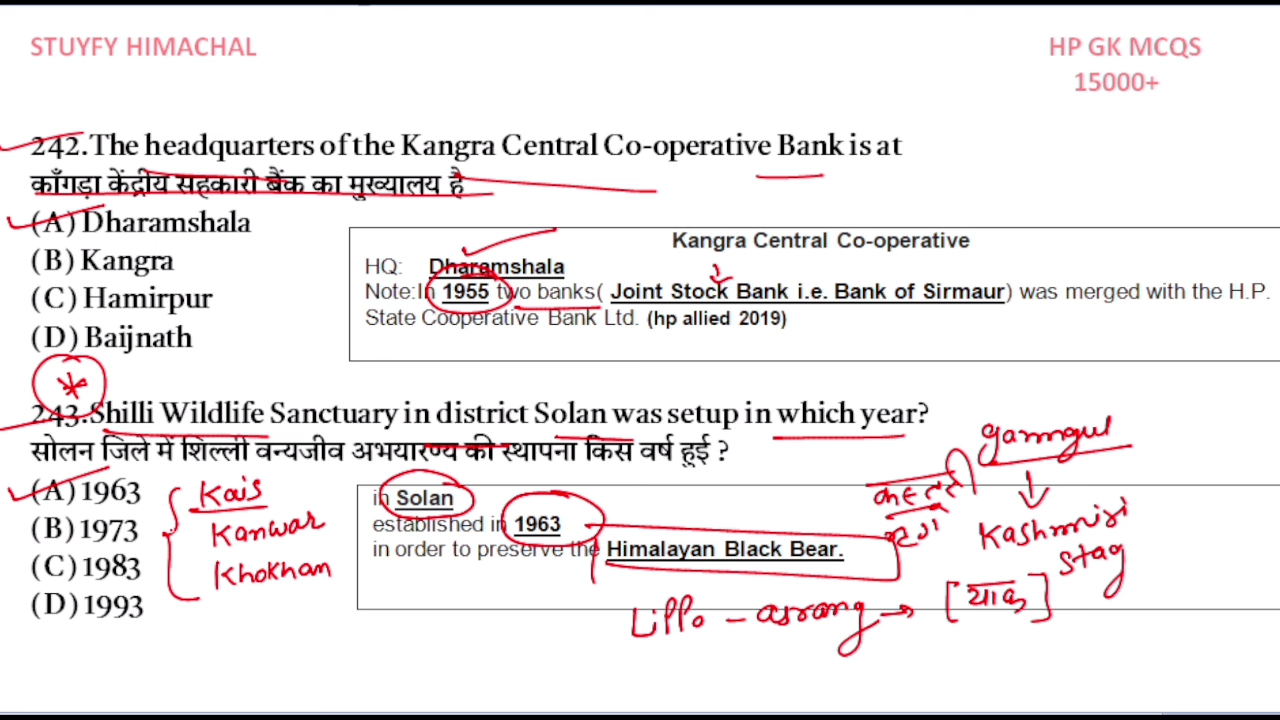 STUYFY HIMACHAL
HP GK MCQS
15000+
242.The headquarters of the Kangra Central Co-operative Bank is at
काँगड़ा केंद्रीय सहकारी बैंक का मुख्यालय है
(A) Dharamshala
(B) Kangra
(C) Hamirpur
(D) Baijnath
Kangra Central Co-operative
HQ: Dharamshala
Note:In 1955 two banks( Joint Stock Bank i.e. Bank of Sirmaur) was merged with the H.P.
State Cooperative Bank Ltd. (hp allied 2019)
243.Shilli Wildlife Sanctuary in district Solan was setup in which year?
सोलन जिले में शिल्ली वन्यजीव अभयारण्य की स्थापना किस वर्ष हुई ?
(A) 1963
(B) 1973
(C) 1983
(D) 1993
Kais
Kanwar
Khokhan
in Solan
established in 1963
in order to preserve the Himalayan Black Bear.
gamgul
Kashmiri
Stag
Lippo - asrang → [याक]